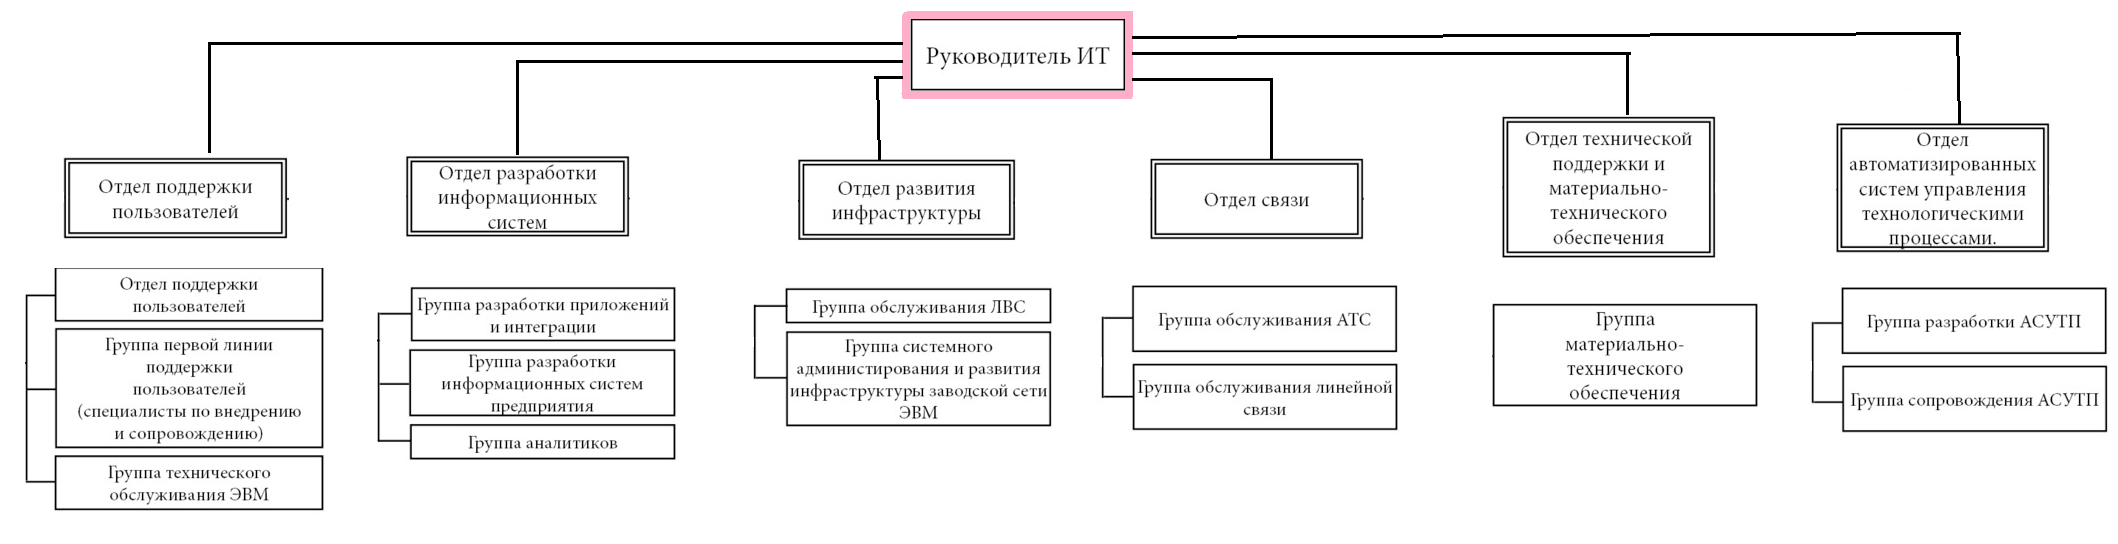 Руководитель ИТ
Отдел поддержки
пользователей
Отдел разработки
информационных
систем
Отдел развития
инфраструктуры
Отдел связи
Отдел технической
поддержки и
материально-
технического
обеспечения
Отдел
автоматизированных
систем управления
технологическими
процессами.
Отдел поддержки
пользователей
Группа первой линии
поддержки
пользователей
(специалисты по внедрению
и сопровождению)
Группа технического
обслуживания ЭВМ
Группа разработки приложений
и интеграции
Группа разработки
информационных систем
предприятия
Группа аналитиков
Группа обслуживания ЛВС
Группа системного
администрирования и развития
инфраструктуры заводской сети
ЭВМ
Группа обслуживания АТС
Группа обслуживания линейной
связи
Группа
материально-
технического
обеспечения
Группа разработки АСУТП
Группа сопровождения АСУТП